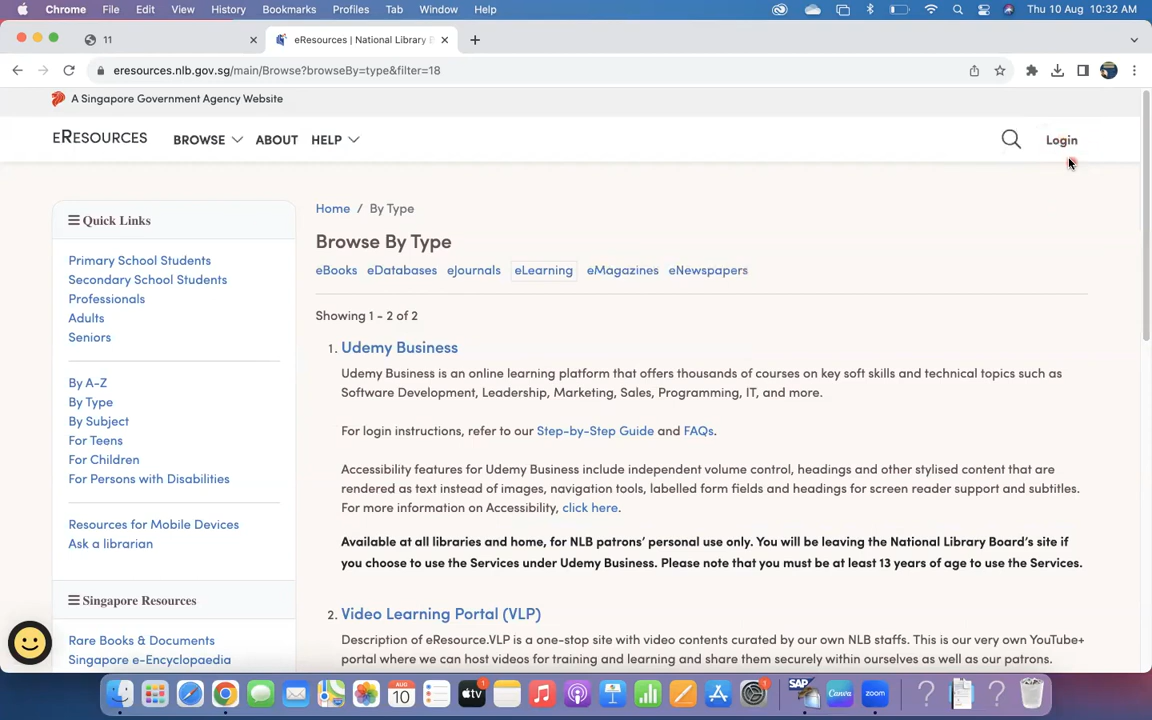 Chrome File Edit View History Bookmarks Profiles Tab Window Help Thu 10 Aug 10:32 AM
11
eResources | National Library
eresources.nlb.gov.sg/main/Browse?browseBy=type&filter=18
A Singapore Government Agency Website
eRESOURCES BROWSE ABOUT HELP Login
Quick Links
Primary School Students
Secondary School Students
Professionals
Adults
Seniors
By A-Z
By Type
By Subject
For Teens
For Children
For Persons with Disabilities
Resources for Mobile Devices
Ask a librarian
Singapore Resources
Rare Books & Documents
Singapore e-Encyclopaedia
Home / By Type
Browse By Type
eBooks eDatabases eJournals eLearning eMagazines eNewspapers
Showing 1 - 2 of 2
1. Udemy Business
Udemy Business is an online learning platform that offers thousands of courses on key soft skills and technical topics such as
Software Development, Leadership, Marketing, Sales, Programming, IT, and more.
For login instructions, refer to our Step-by-Step Guide and FAQs.
Accessibility features for Udemy Business include independent volume control, headings and other stylised content that are
rendered as text instead of images, navigation tools, labelled form fields and headings for screen reader support and subtitles.
For more information on Accessibility, click here.
Available at all libraries and home, for NLB patrons' personal use only. You will be leaving the National Library Board's site if
you choose to use the Services under Udemy Business. Please note that you must be at least 13 years of age to use the Services.
2. Video Learning Portal (VLP)
Description of eResource.VLP is a one-stop site with video contents curated by our own NLB staffs. This is our very own YouTube+
portal where we can host videos for training and learning and share them securely within ourselves as well as our patrons.
AUG
10
tv
1
SAP
Canva
zoom
1